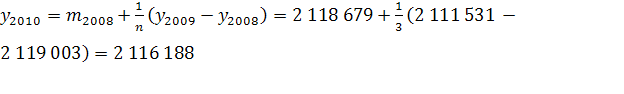 y₂₀₁₀ = m₂₀₀₈ + 1/n (y₂₀₀₉ − y₂₀₀₈) = 2 118 679 + 1/3 (2 111 531 −
2 119 003) = 2 116 188